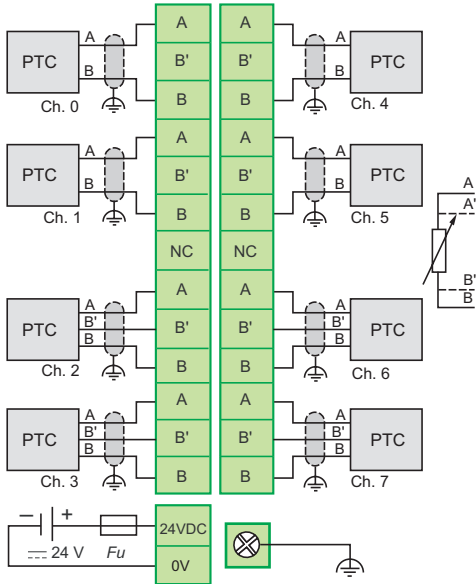 A A A A
PTC B' B' PTC
B B B B
Ch. 0 Ch. 4
A A A A
PTC B' B' PTC
B B B B
Ch. 1 Ch. 5
A
A'
NC NC
B'
B
A A A A
PTC B' B' B' B' PTC
B B B B
Ch. 2 Ch. 6
A A A A
PTC B' B' B' B' PTC
B B B B
Ch. 3 Ch. 7
− + 24VDC
24 V Fu 0V